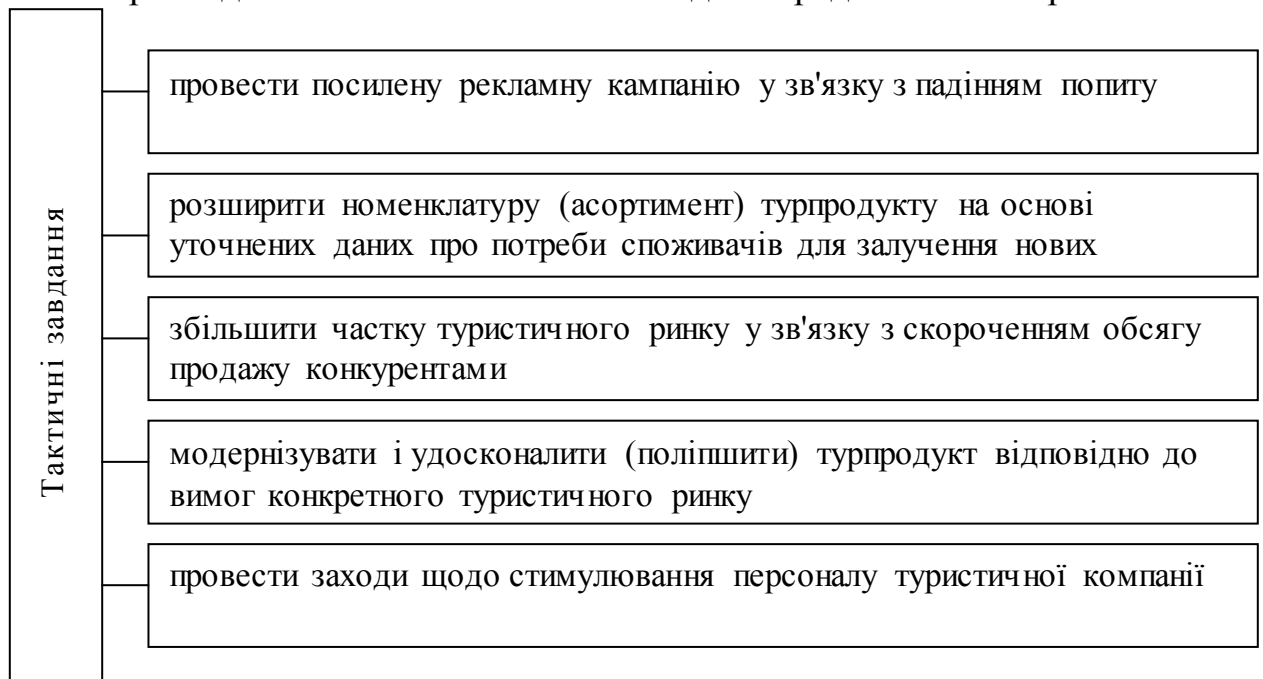 Тактичні завдання
провести посилену рекламну кампанію у зв'язку з падінням попиту
розширити номенклатуру (асортимент) турпродукту на основі
уточнених даних про потреби споживачів для залучення нових
збільшити частку туристичного ринку у зв'язку з скороченням обсягу
продажу конкурентами
модернізувати і удосконалити (поліпшити) турпродукт відповідно до
вимог конкретного туристичного ринку
провести заходи щодо стимулювання персоналу туристичної компанії